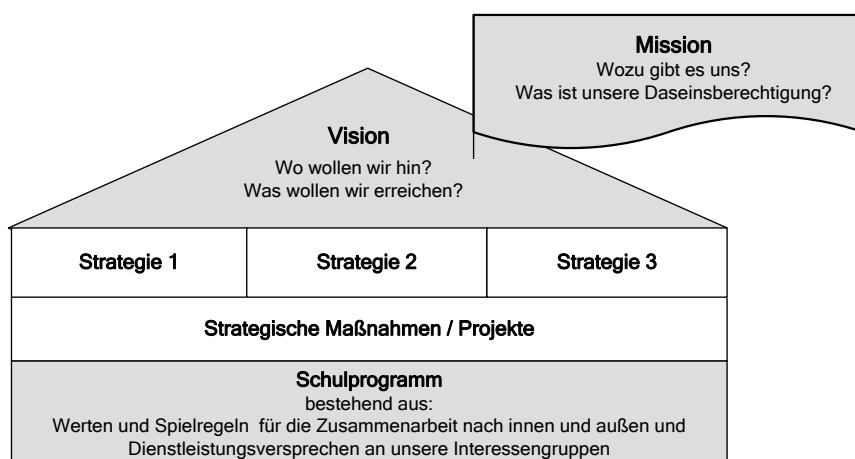 Mission
Wozu gibt es uns?
Was ist unsere Daseinsberechtigung?
Vision
Wo wollen wir hin?
Was wollen wir erreichen?
Strategie 1
Strategie 2
Strategie 3
Strategische Maßnahmen / Projekte
Schulprogramm
bestehend aus:
Werten und Spielregeln für die Zusammenarbeit nach innen und außen und
Dienstleistungsversprechen an unsere Interessengruppen